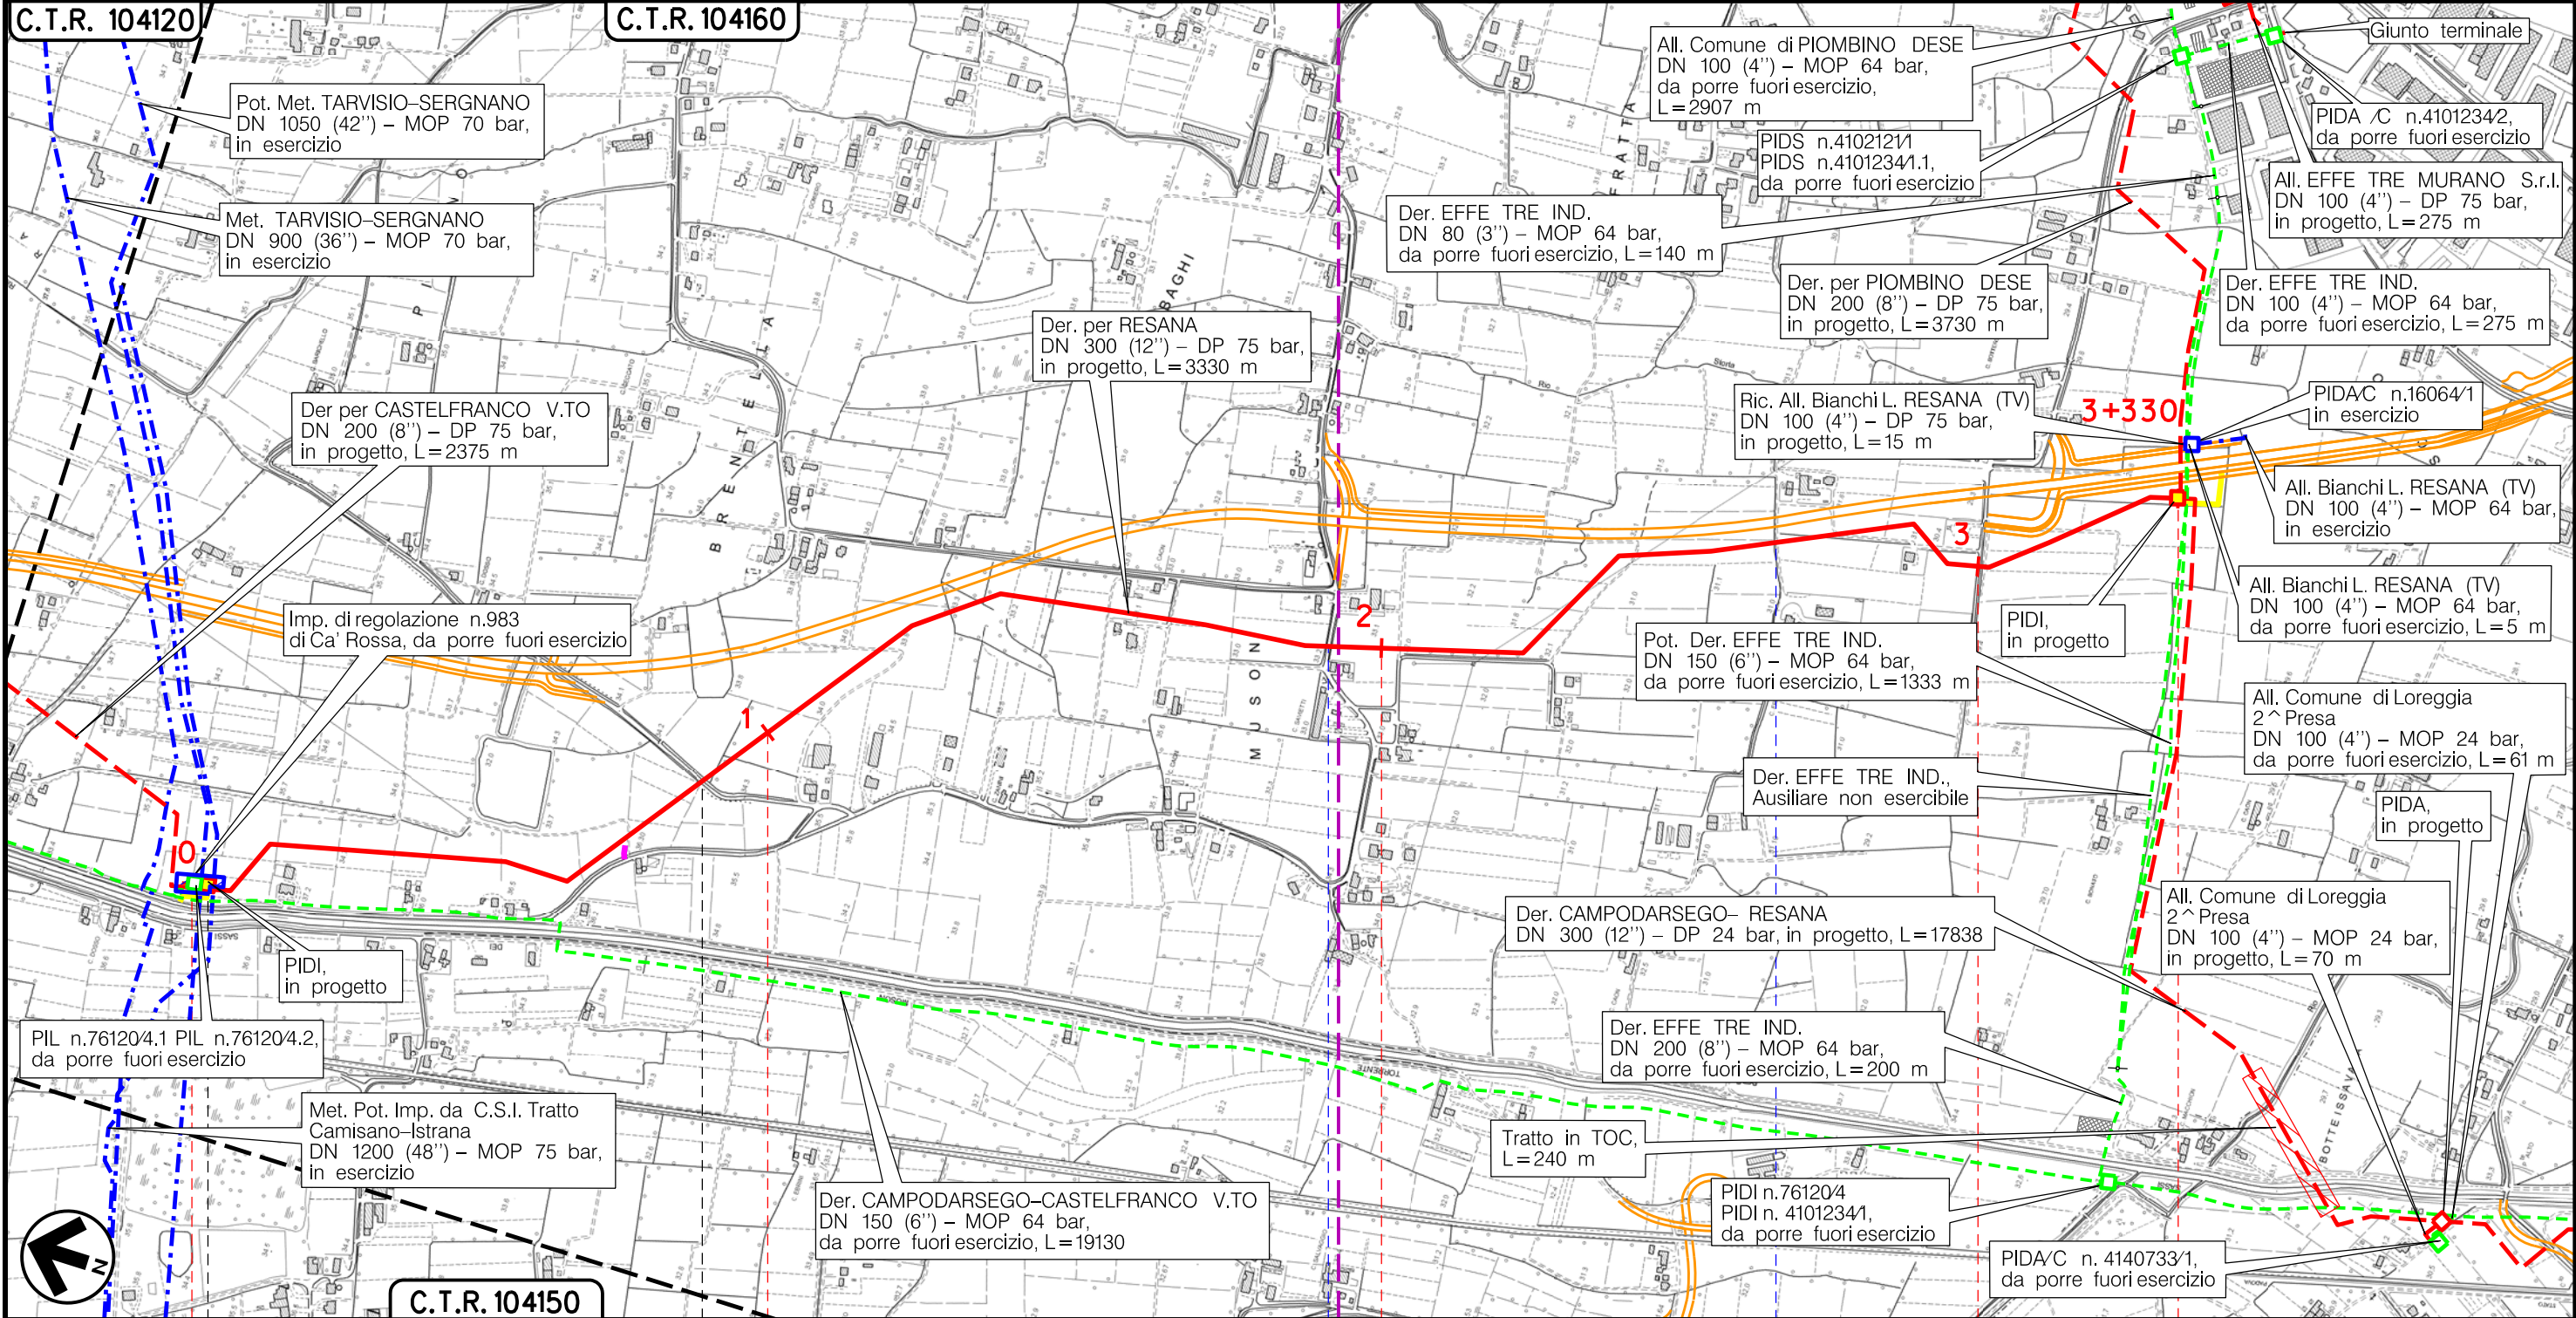 C.T.R. 104120
C.T.R. 104160
Pot. Met. TARVISIO–SERGNANO
DN 1050 (42'') – MOP 70 bar,
in esercizio
Met. TARVISIO–SERGNANO
DN 900 (36'') – MOP 70 bar,
in esercizio
Der per CASTELFRANCO V.TO
DN 200 (8'') – DP 75 bar,
in progetto, L=2375 m
Imp. di regolazione n.983
di Ca' Rossa, da porre fuori esercizio
Der. per RESANA
DN 300 (12'') – DP 75 bar,
in progetto, L=3330 m
All. Comune di PIOMBINO DESE
DN 100 (4'') – MOP 64 bar,
da porre fuori esercizio,
L=2907 m
Giunto terminale
PIDS n.4102121/1
PIDS n.4101234/1.1,
da porre fuori esercizio
PIDA /C n.4101234/2,
da porre fuori esercizio
Der. EFFE TRE IND.
DN 80 (3'') – MOP 64 bar,
da porre fuori esercizio, L=140 m
All. EFFE TRE MURANO S.r.l.
DN 100 (4'') – DP 75 bar,
in progetto, L=275 m
Der. per PIOMBINO DESE
DN 200 (8'') – DP 75 bar,
in progetto, L=3730 m
Der. EFFE TRE IND.
DN 100 (4'') – MOP 64 bar,
da porre fuori esercizio, L=275 m
Ric. All. Bianchi L. RESANA (TV)
DN 100 (4'') – DP 75 bar,
in progetto, L=15 m
3+330
PIDA/C n.16064/1
in esercizio
All. Bianchi L. RESANA (TV)
DN 100 (4'') – MOP 64 bar,
in esercizio
All. Bianchi L. RESANA (TV)
DN 100 (4'') – MOP 64 bar,
da porre fuori esercizio, L=5 m
PIDI,
in progetto
Pot. Der. EFFE TRE IND.
DN 150 (6'') – MOP 64 bar,
da porre fuori esercizio, L=1333 m
All. Comune di Loreggia
2^Presa
DN 100 (4'') – MOP 24 bar,
da porre fuori esercizio, L=61 m
Der. EFFE TRE IND.,
Ausiliare non esercibile
PIDA,
in progetto
All. Comune di Loreggia
2^Presa
DN 100 (4'') – MOP 24 bar,
in progetto, L=70 m
Der. CAMPODARSEGO– RESANA
DN 300 (12'') – DP 24 bar, in progetto, L=17838
Der. EFFE TRE IND.
DN 200 (8'') – MOP 64 bar,
da porre fuori esercizio, L=200 m
Tratto in TOC,
L=240 m
PIDI n.76120/4
PIDI n. 4101234/1,
da porre fuori esercizio
PIDA/C n. 4140733/1,
da porre fuori esercizio
0
1
2
3
PIDI,
in progetto
PIL n.76120/4.1 PIL n.76120/4.2,
da porre fuori esercizio
Met. Pot. Imp. da C.S.I. Tratto
Camisano–Istrana
DN 1200 (48'') – MOP 75 bar,
in esercizio
Der. CAMPODARSEGO–CASTELFRANCO V.TO
DN 150 (6'') – MOP 64 bar,
da porre fuori esercizio, L=19130
BRENTELLA
MUSON
BAGHI
FRATTA
BOTTEISSAVA
TORRENTE
MUSON
DEI
SASSI
N
C.T.R. 104150